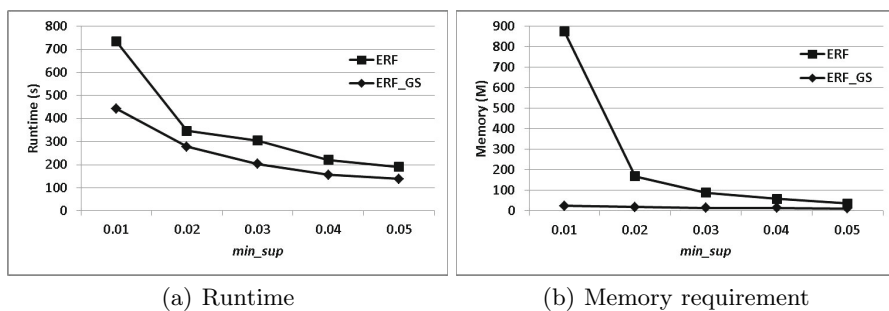 800
700
600
500
400
300
200
100
0
Runtime (s)
ERF
ERF_GS
0.01 0.02 0.03 0.04 0.05
min_sup
(a) Runtime
900
800
700
600
500
400
300
200
100
0
Memory (M)
ERF
ERF_GS
0.01 0.02 0.03 0.04 0.05
min_sup
(b) Memory requirement